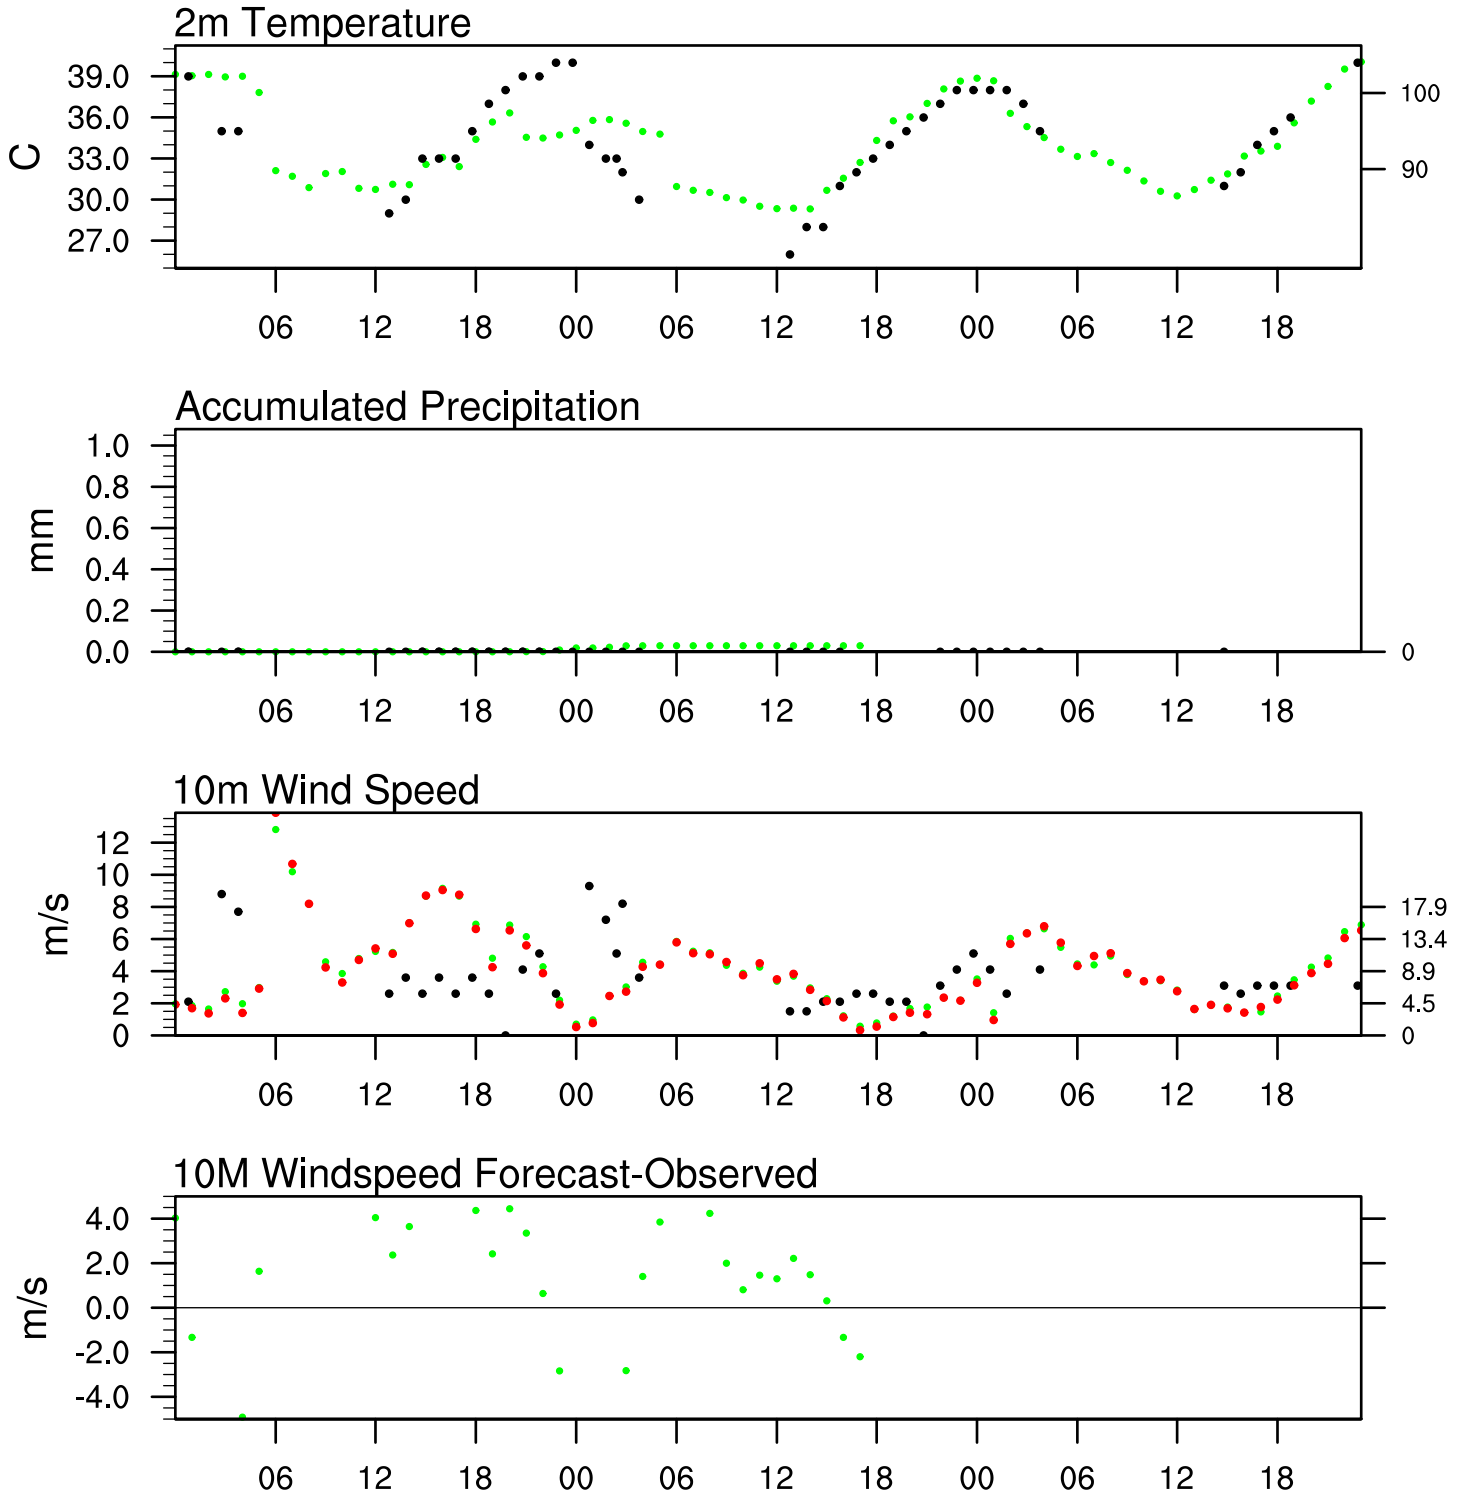 2m Temperature
39.0
36.0
33.0
30.0
27.0
C
100
90
06 12 18 00 06 12 18 00 06 12 18
Accumulated Precipitation
1.0
0.8
0.6
0.4
0.2
0.0
mm
0
06 12 18 00 06 12 18 00 06 12 18
10m Wind Speed
12
10
8
6
4
2
0
m/s
17.9
13.4
8.9
4.5
0
06 12 18 00 06 12 18 00 06 12 18
10M Windspeed Forecast-Observed
4.0
2.0
0.0
-2.0
-4.0
m/s
06 12 18 00 06 12 18 00 06 12 18